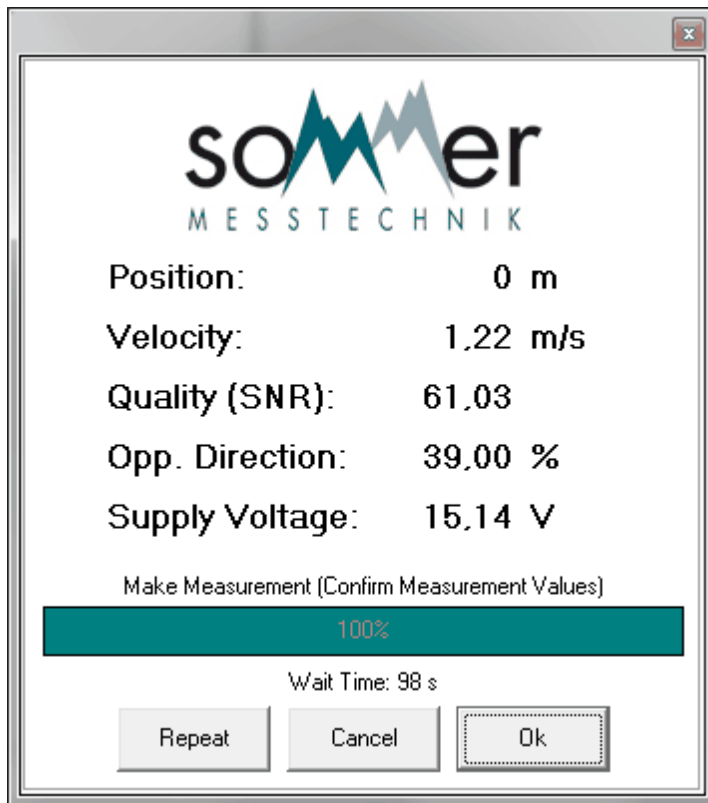 sommer
MESSTECHNIK
Position: 0 m
Velocity: 1,22 m/s
Quality (SNR): 61,03
Opp. Direction: 39,00 %
Supply Voltage: 15,14 V
Make Measurement (Confirm Measurement Values)
100%
Wait Time: 98 s
Repeat Cancel Ok